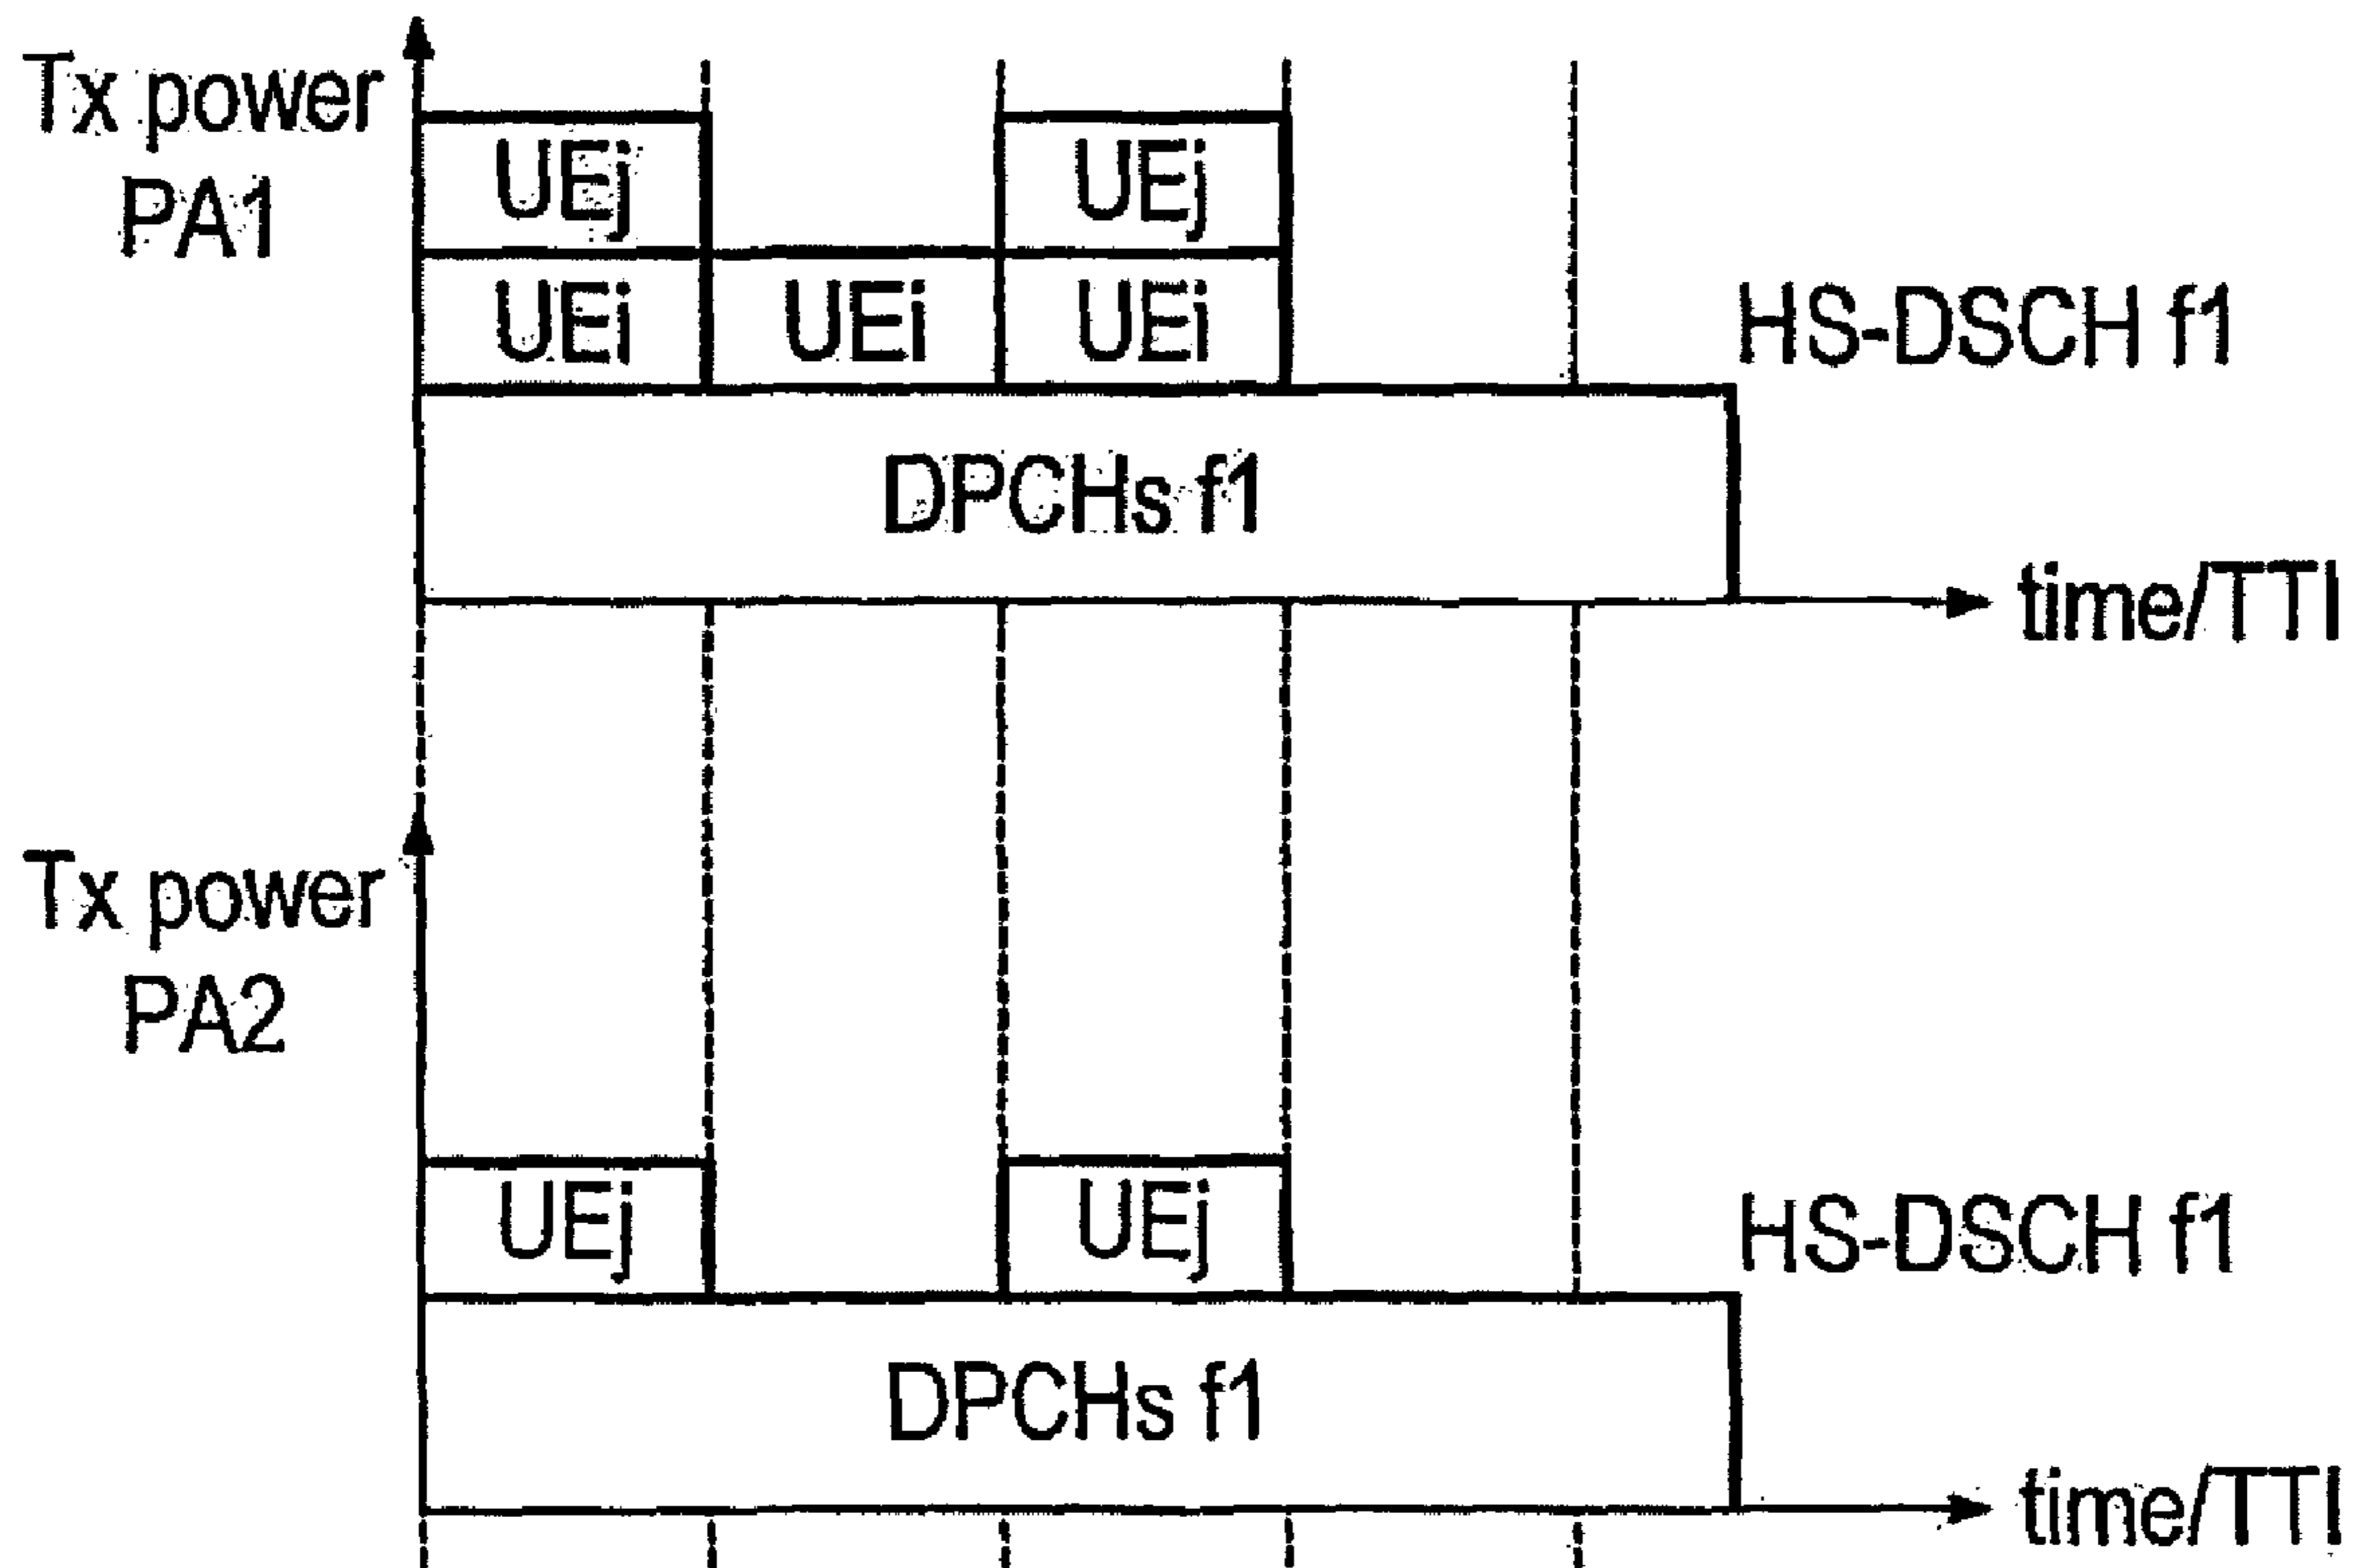 Tx power
PA1
UEj
UEj
UEi
UEi
UEi
HS-DSCH f1
DPCHs f1
time/TTI
Tx power
PA2
UEj
UEj
HS-DSCH f1
DPCHs f1
time/TTI